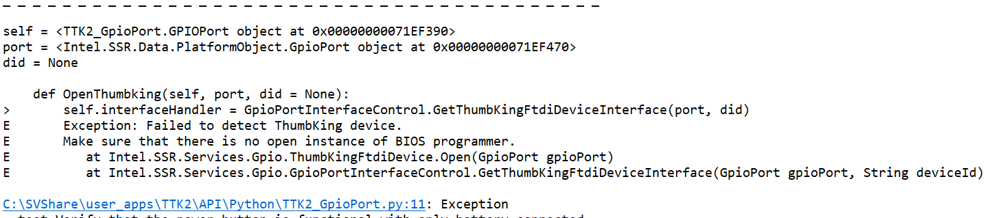 _ _ _ _ _ _ _ _ _ _ _ _ _ _ _ _ _ _ _ _ _ _ _ _ _ _ _ _ _ _ _ _ _ _ _ _ _ _ _ _
self = <TTK2_GpioPort.GPIOPort object at 0x00000000071EF390>
port = <Intel.SSR.Data.PlatformObject.GpioPort object at 0x00000000071EF470>
did = None
    def OpenThumbking(self, port, did = None):
>       self.interfaceHandler = GpioPortInterfaceControl.GetThumbKingFtdiDeviceInterface(port, did)
E       Exception: Failed to detect ThumbKing device.
E       Make sure that there is no open instance of BIOS programmer.
E          at Intel.SSR.Services.Gpio.ThumbKingFtdiDevice.Open(GpioPort gpioPort)
E          at Intel.SSR.Services.Gpio.GpioPortInterfaceControl.GetThumbKingFtdiDeviceInterface(GpioPort gpioPort, String deviceId)
C:\SVShare\user_apps\TTK2\API\Python\TTK2_GpioPort.py:11: Exception
test Verify that the power button is functional with only battery connected